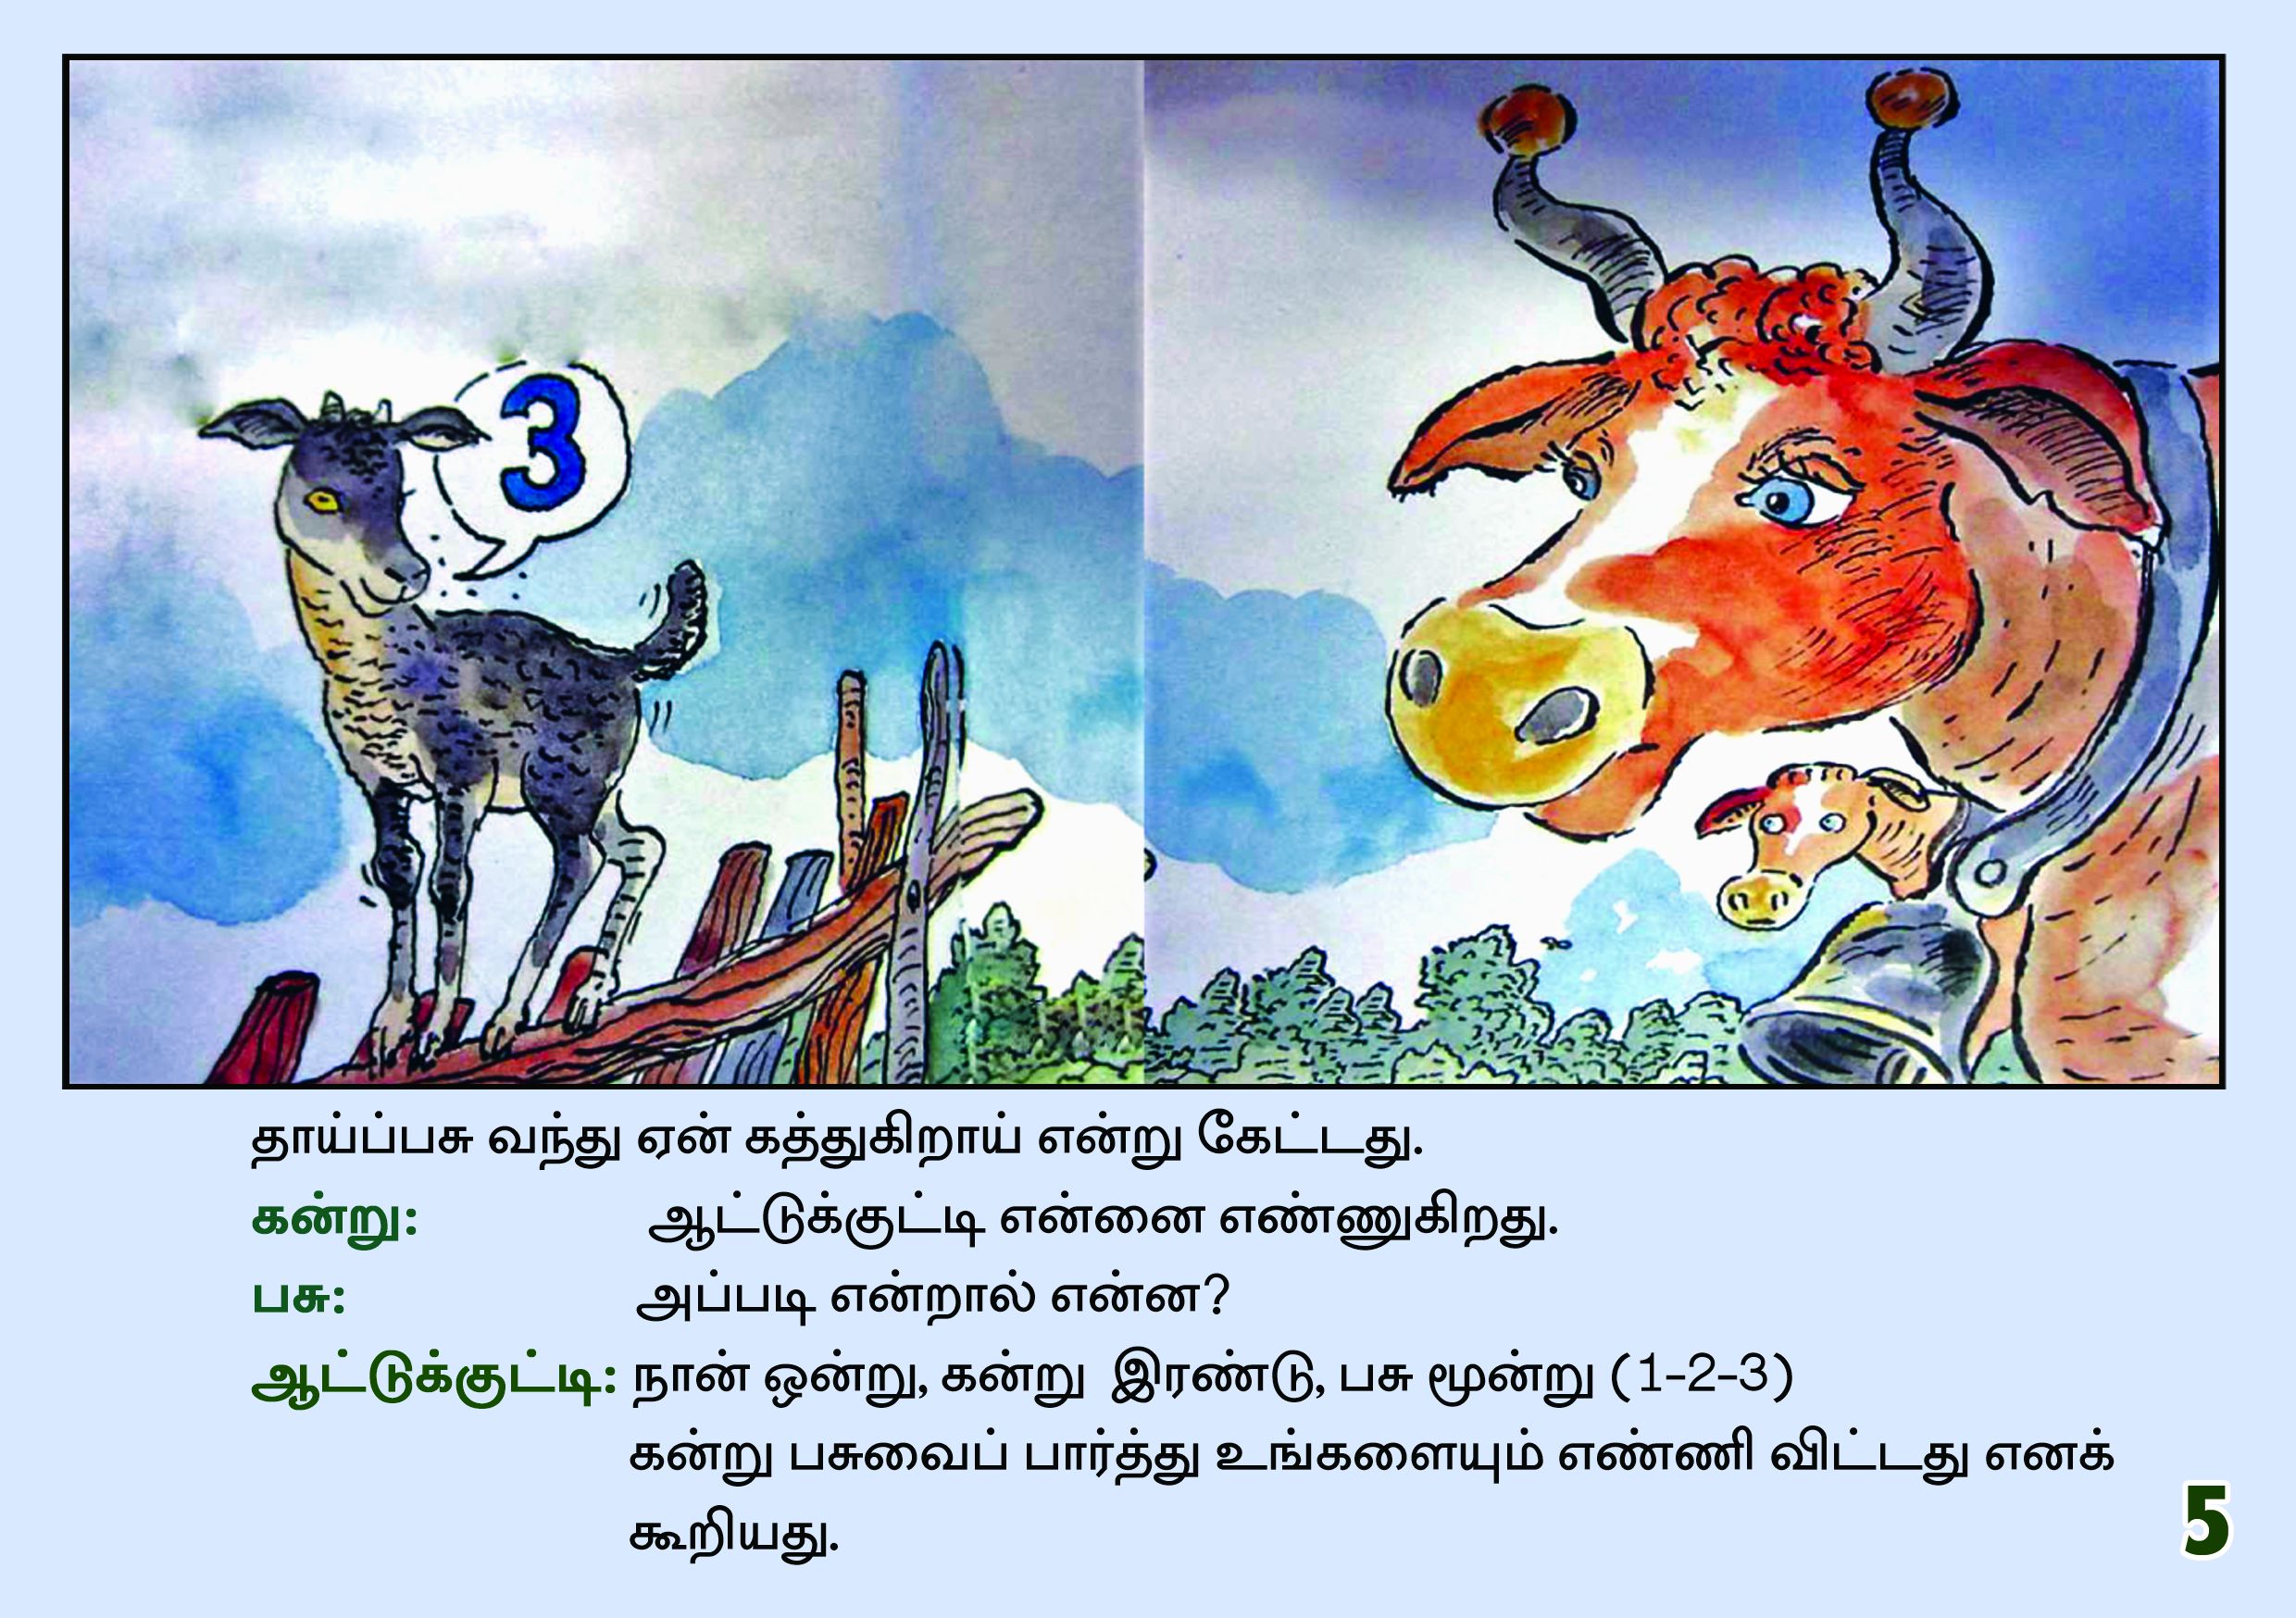 3
தாய்ப்பசு வந்து ஏன் கத்துகிறாய் என்று கேட்டது.
கன்று: ஆட்டுக்குட்டி என்னை எண்ணுகிறது.
பசு: அப்படி என்றால் என்ன?
ஆட்டுக்குட்டி: நான் ஒன்று, கன்று இரண்டு, பசு மூன்று (1-2-3)
கன்று பசுவைப் பார்த்து உங்களையும் எண்ணி விட்டது எனக்
கூறியது.
5